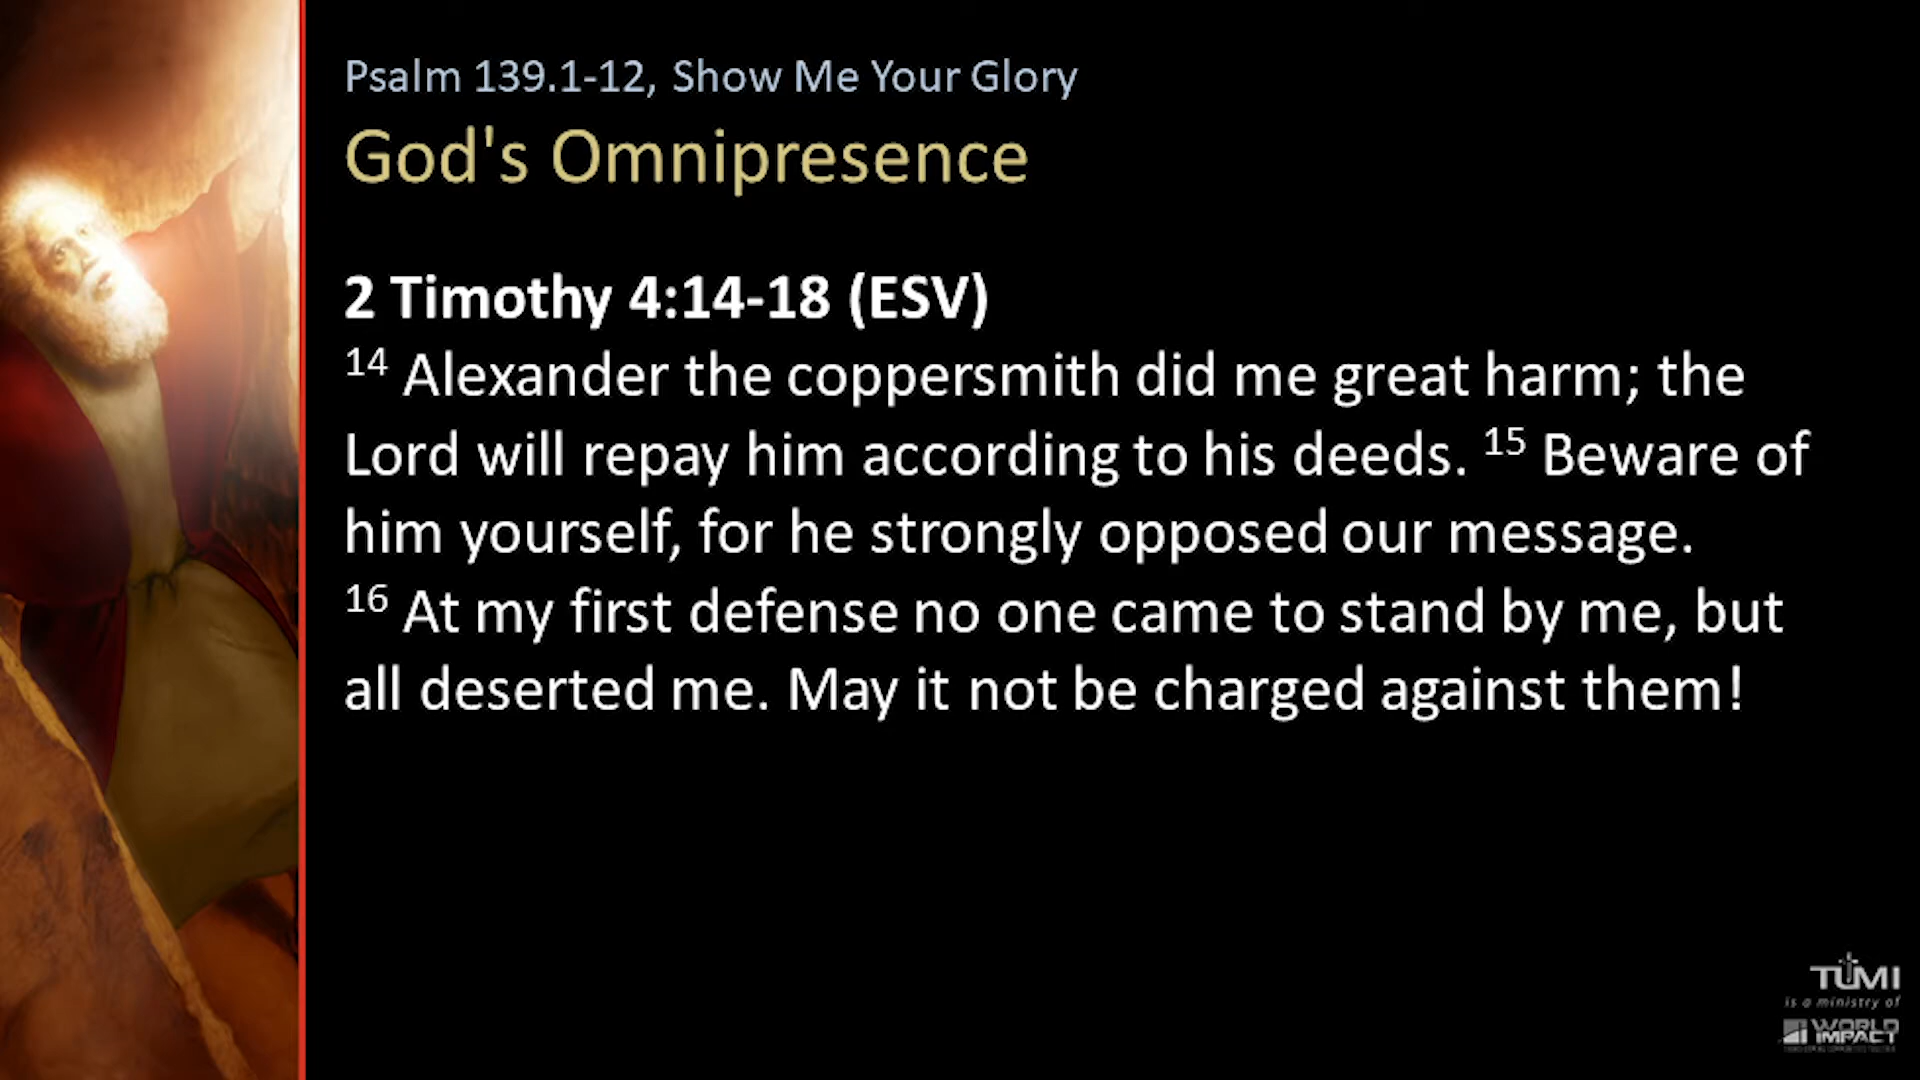 Psalm 139.1-12, Show Me Your Glory
God's Omnipresence
2 Timothy 4:14-18 (ESV)
14 Alexander the coppersmith did me great harm; the
Lord will repay him according to his deeds. 15 Beware of
him yourself, for he strongly opposed our message.
16 At my first defense no one came to stand by me, but
all deserted me. May it not be charged against them!
TUMI
is a ministry of
WORLD
IMPACT